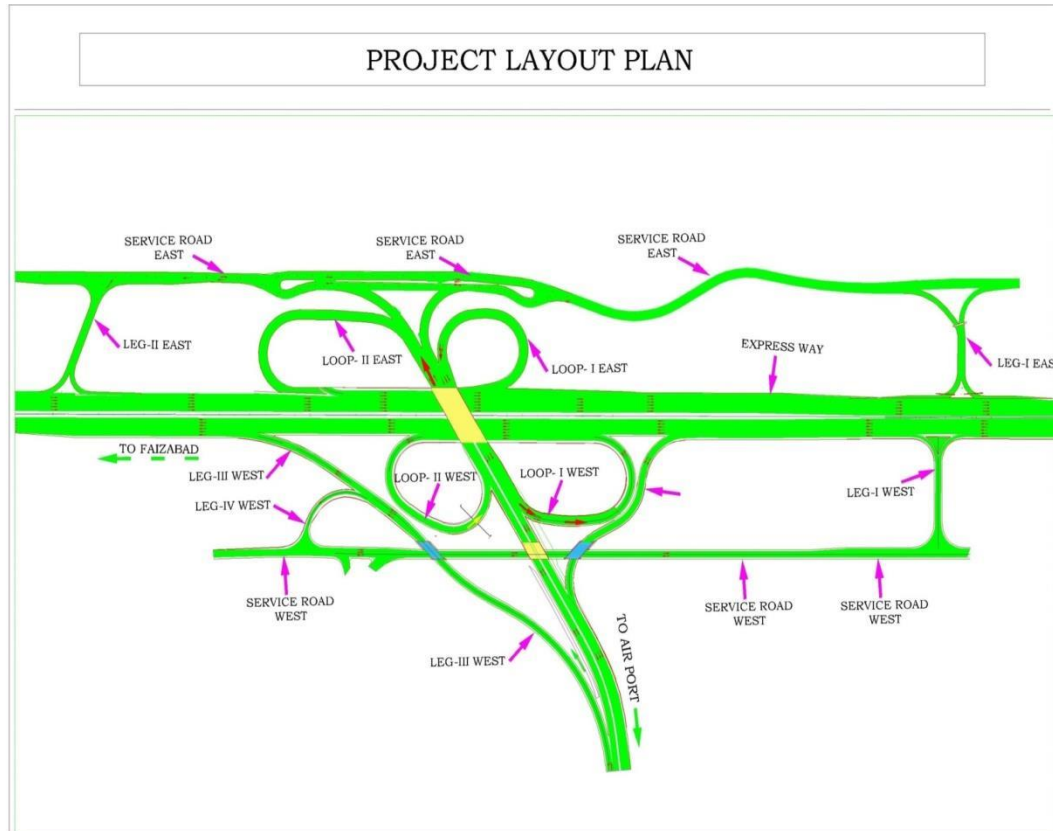 PROJECT LAYOUT PLAN
SERVICE ROAD
EAST
SERVICE ROAD
EAST
SERVICE ROAD
EAST
LEG-II EAST
LOOP- II EAST
LOOP- I EAST
EXPRESS WAY
LEG-I EAS
TO FAIZABAD
LEG-III WEST
LOOP- II WEST
LOOP- I WEST
LEG-I WEST
LEG-IV WEST
SERVICE ROAD
WEST
SERVICE ROAD
WEST
SERVICE ROAD
WEST
LEG-III WEST
TO AIR PORT